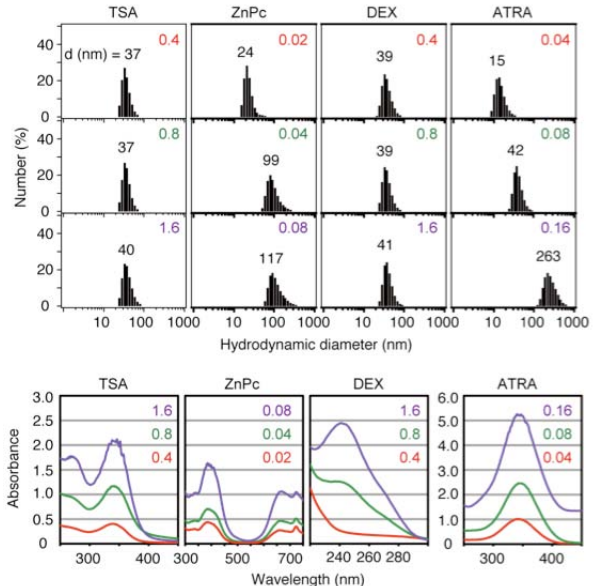 TSA ZnPc DEX ATRA
40 0.4 0.02 0.4 0.04
d (nm) = 37 24 39 15
20
0
40 0.8 0.04 0.8 0.08
37 99 39 42
20
0
40 1.6 0.08 1.6 0.16
40 117 41 263
20
0
10 100 1000 10 100 1000 10 100 1000 10 100 1000
Number (%)
Hydrodynamic diameter (nm)
TSA ZnPc DEX ATRA
3.0 6.0
1.6 0.08 1.6 0.16
2.5 5.0
0.8 0.04 0.8 0.08
2.0 4.0
0.4 0.02 0.4 0.04
1.5 3.0
1.0 2.0
0.5 1.0
0 0
300 400 300 500 700 240 260 280 300 400
Absorbance
Wavelength (nm)